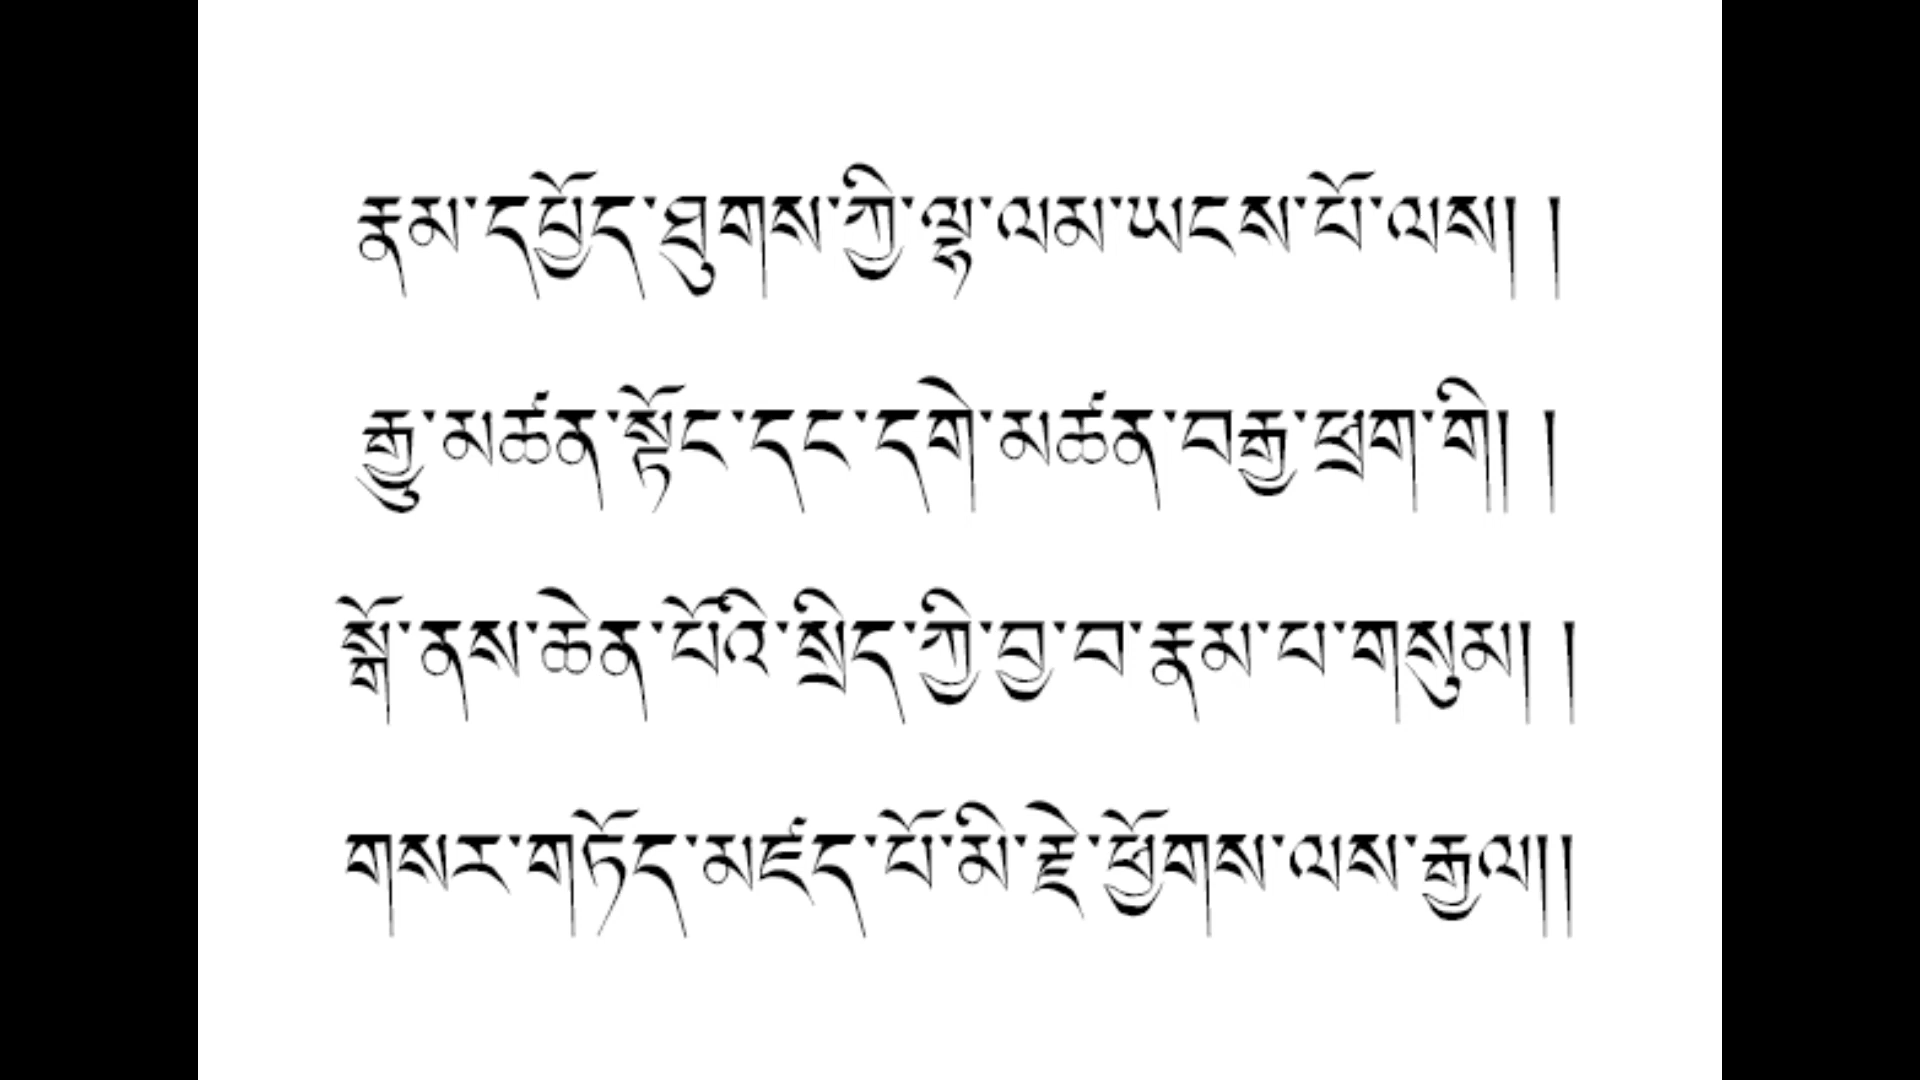 རྣམ་དཔྱོད་ཐུགས་ཀྱི་ལྷ་ལམ་ཡངས་པོ་ལས། །
རྒྱུ་མཚན་སྟོང་དང་དགེ་མཚན་བརྒྱ་ཕྲག་གི།། །
སྒོ་ནས་ཆེན་པོའི་སྲིད་ཀྱི་བྱ་བ་རྣམ་པ་གསུམ། །
གསར་གཏོད་མཛད་པོ་མི་རྗེ་ཕྱོགས་ལས་རྒྱལ།།